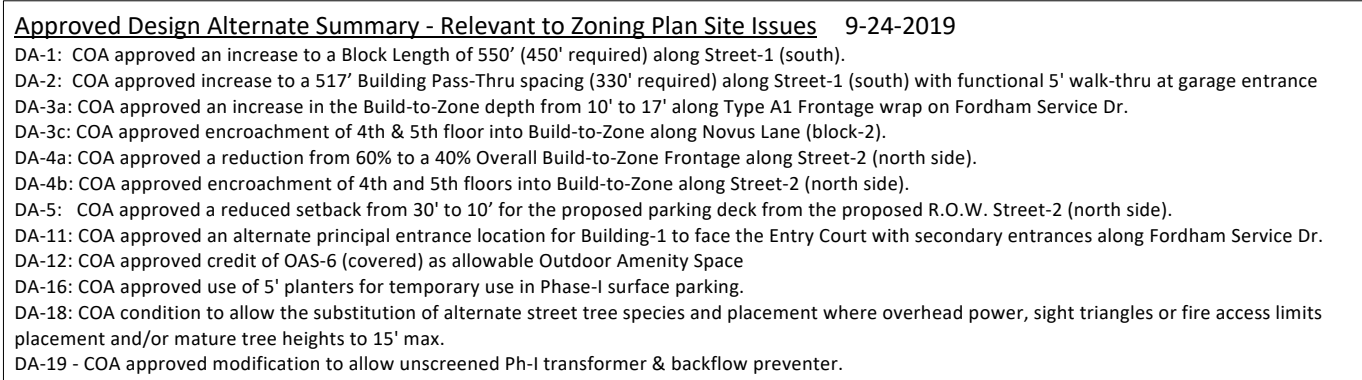 Approved Design Alternate Summary - Relevant to Zoning Plan Site Issues 9-24-2019
DA-1: COA approved an increase to a Block Length of 550’ (450' required) along Street-1 (south).
DA-2: COA approved increase to a 517’ Building Pass-Thru spacing (330' required) along Street-1 (south) with functional 5' walk-thru at garage entrance
DA-3a: COA approved an increase in the Build-to-Zone depth from 10' to 17' along Type A1 Frontage wrap on Fordham Service Dr.
DA-3c: COA approved encroachment of 4th & 5th floor into Build-to-Zone along Novus Lane (block-2).
DA-4a: COA approved a reduction from 60% to a 40% Overall Build-to-Zone Frontage along Street-2 (north side).
DA-4b: COA approved encroachment of 4th and 5th floors into Build-to-Zone along Street-2 (north side).
DA-5: COA approved a reduced setback from 30' to 10’ for the proposed parking deck from the proposed R.O.W. Street-2 (north side).
DA-11: COA approved an alternate principal entrance location for Building-1 to face the Entry Court with secondary entrances along Fordham Service Dr.
DA-12: COA approved credit of OAS-6 (covered) as allowable Outdoor Amenity Space
DA-16: COA approved use of 5' planters for temporary use in Phase-I surface parking.
DA-18: COA condition to allow the substitution of alternate street tree species and placement where overhead power, sight triangles or fire access limits
placement and/or mature tree heights to 15' max.
DA-19 - COA approved modification to allow unscreened Ph-I transformer & backflow preventer.